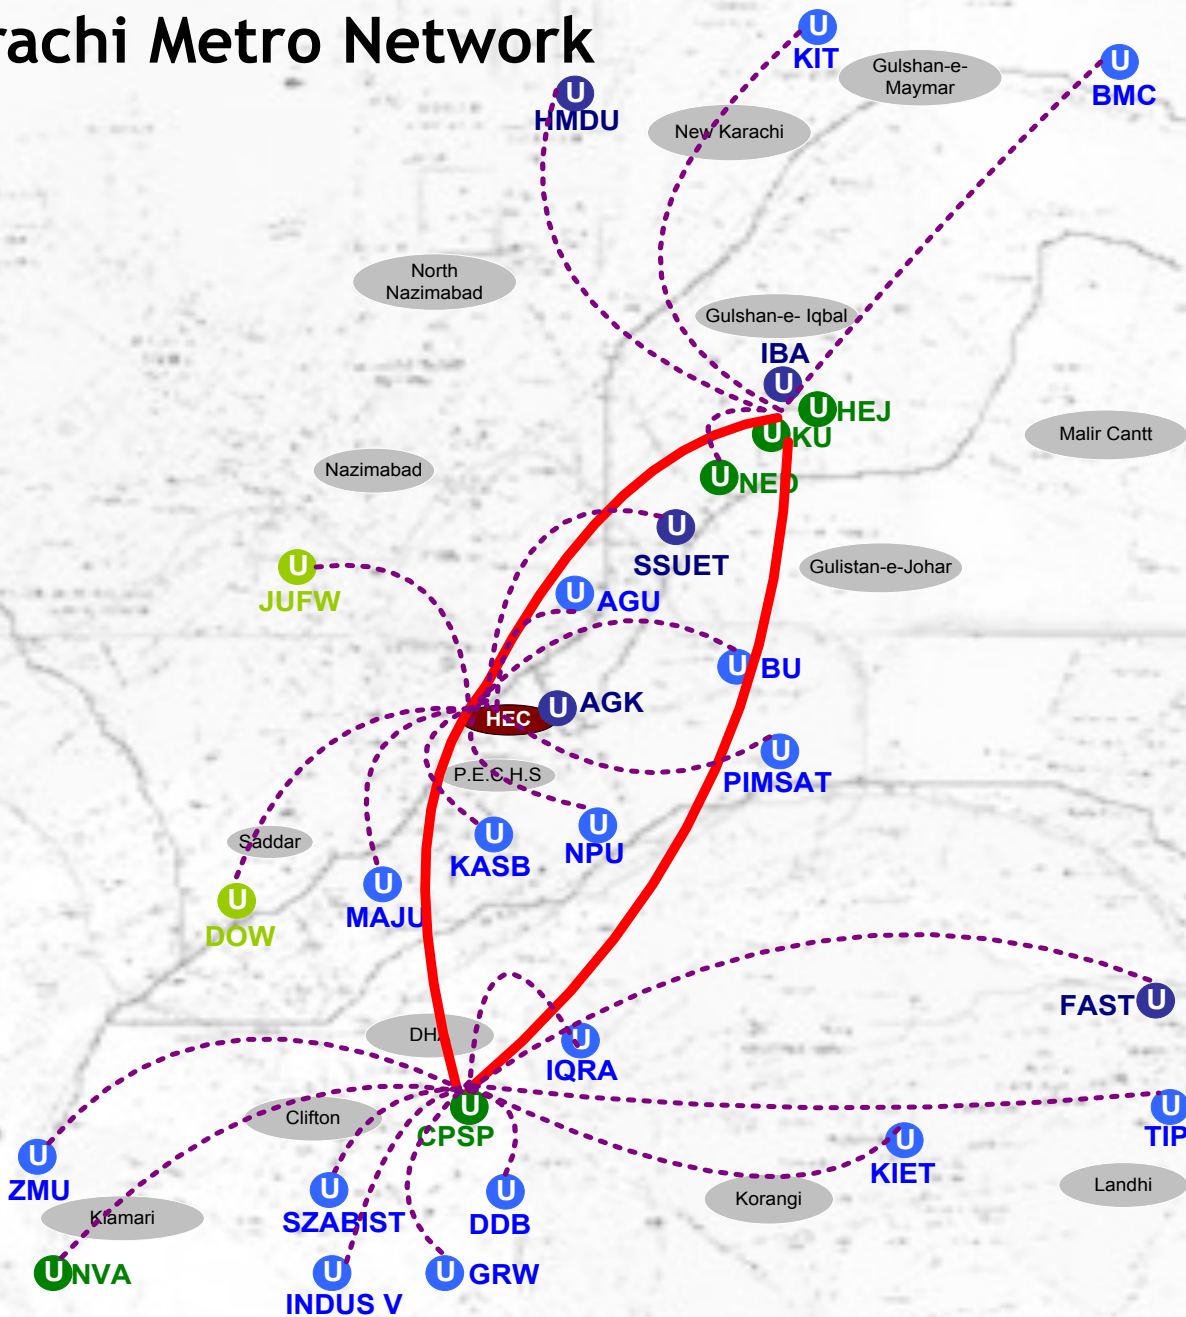 rachi Metro Network
U
KIT
Gulshan-e-
Maymar
U
BMC
U
HMDU
New Karachi
North
Nazimabad
Gulshan-e- Iqbal
IBA
U
U HEJ
U KU
Malir Cantt
Nazimabad
U NED
U
SSUET
Gulistan-e-Johar
U
JUFW
U AGU
U BU
HEC U AGK
U
PIMSAT
P.E.C.H.S
U
KASB
U
NPU
Saddar
U
MAJU
U
DOW
FAST U
DHA
U
IQRA
U
CPSP
Clifton
U
TIP
U
KIET
U
ZMU
U
SZABIST
U
DDB
Korangi
Landhi
Kiamari
U NVA
U
INDUS V
U GRW